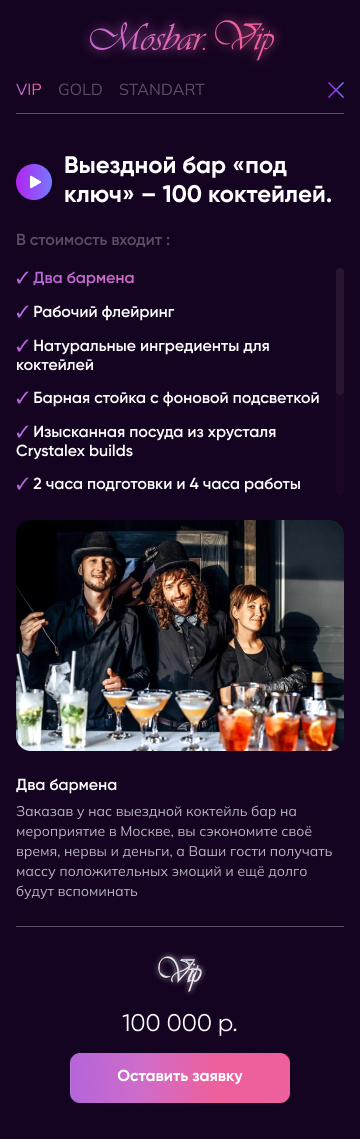 Mosbar. Vip
VIP GOLD STANDART
Выездной бар «под
ключ» – 100 коктейлей.
В стоимость входит :
✓ Два бармена
✓ Рабочий флейринг
✓ Натуральные ингредиенты для
коктейлей
✓ Барная стойка с фоновой подсветкой
✓ Изысканная посуда из хрусталя
Crystalex builds
✓ 2 часа подготовки и 4 часа работы
Два бармена
Заказав у нас выездной коктейль бар на
мероприятие в Москве, вы сэкономите своё
время, нервы и деньги, а Ваши гости получать
массу положительных эмоций и ещё долго
будут вспоминать
Vip
100 000 р.
Оставить заявку